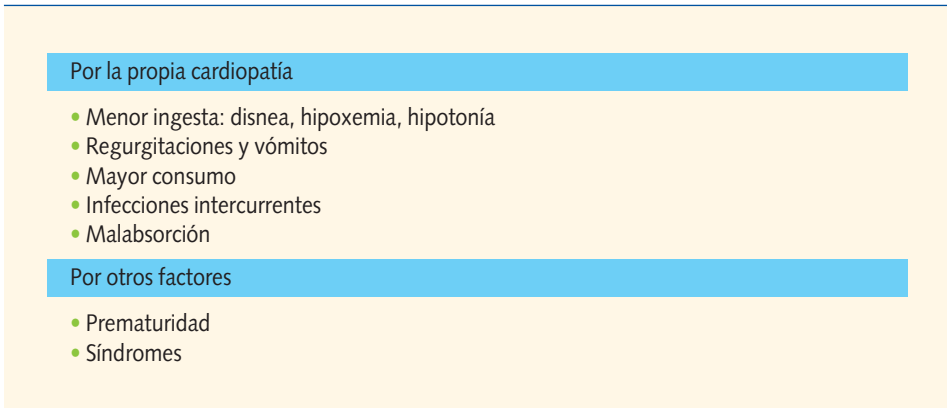 Por la propia cardiopatía
• Menor ingesta: disnea, hipoxemia, hipotonía
• Regurgitaciones y vómitos
• Mayor consumo
• Infecciones intercurrentes
• Malabsorción
Por otros factores
• Prematuridad
• Síndromes